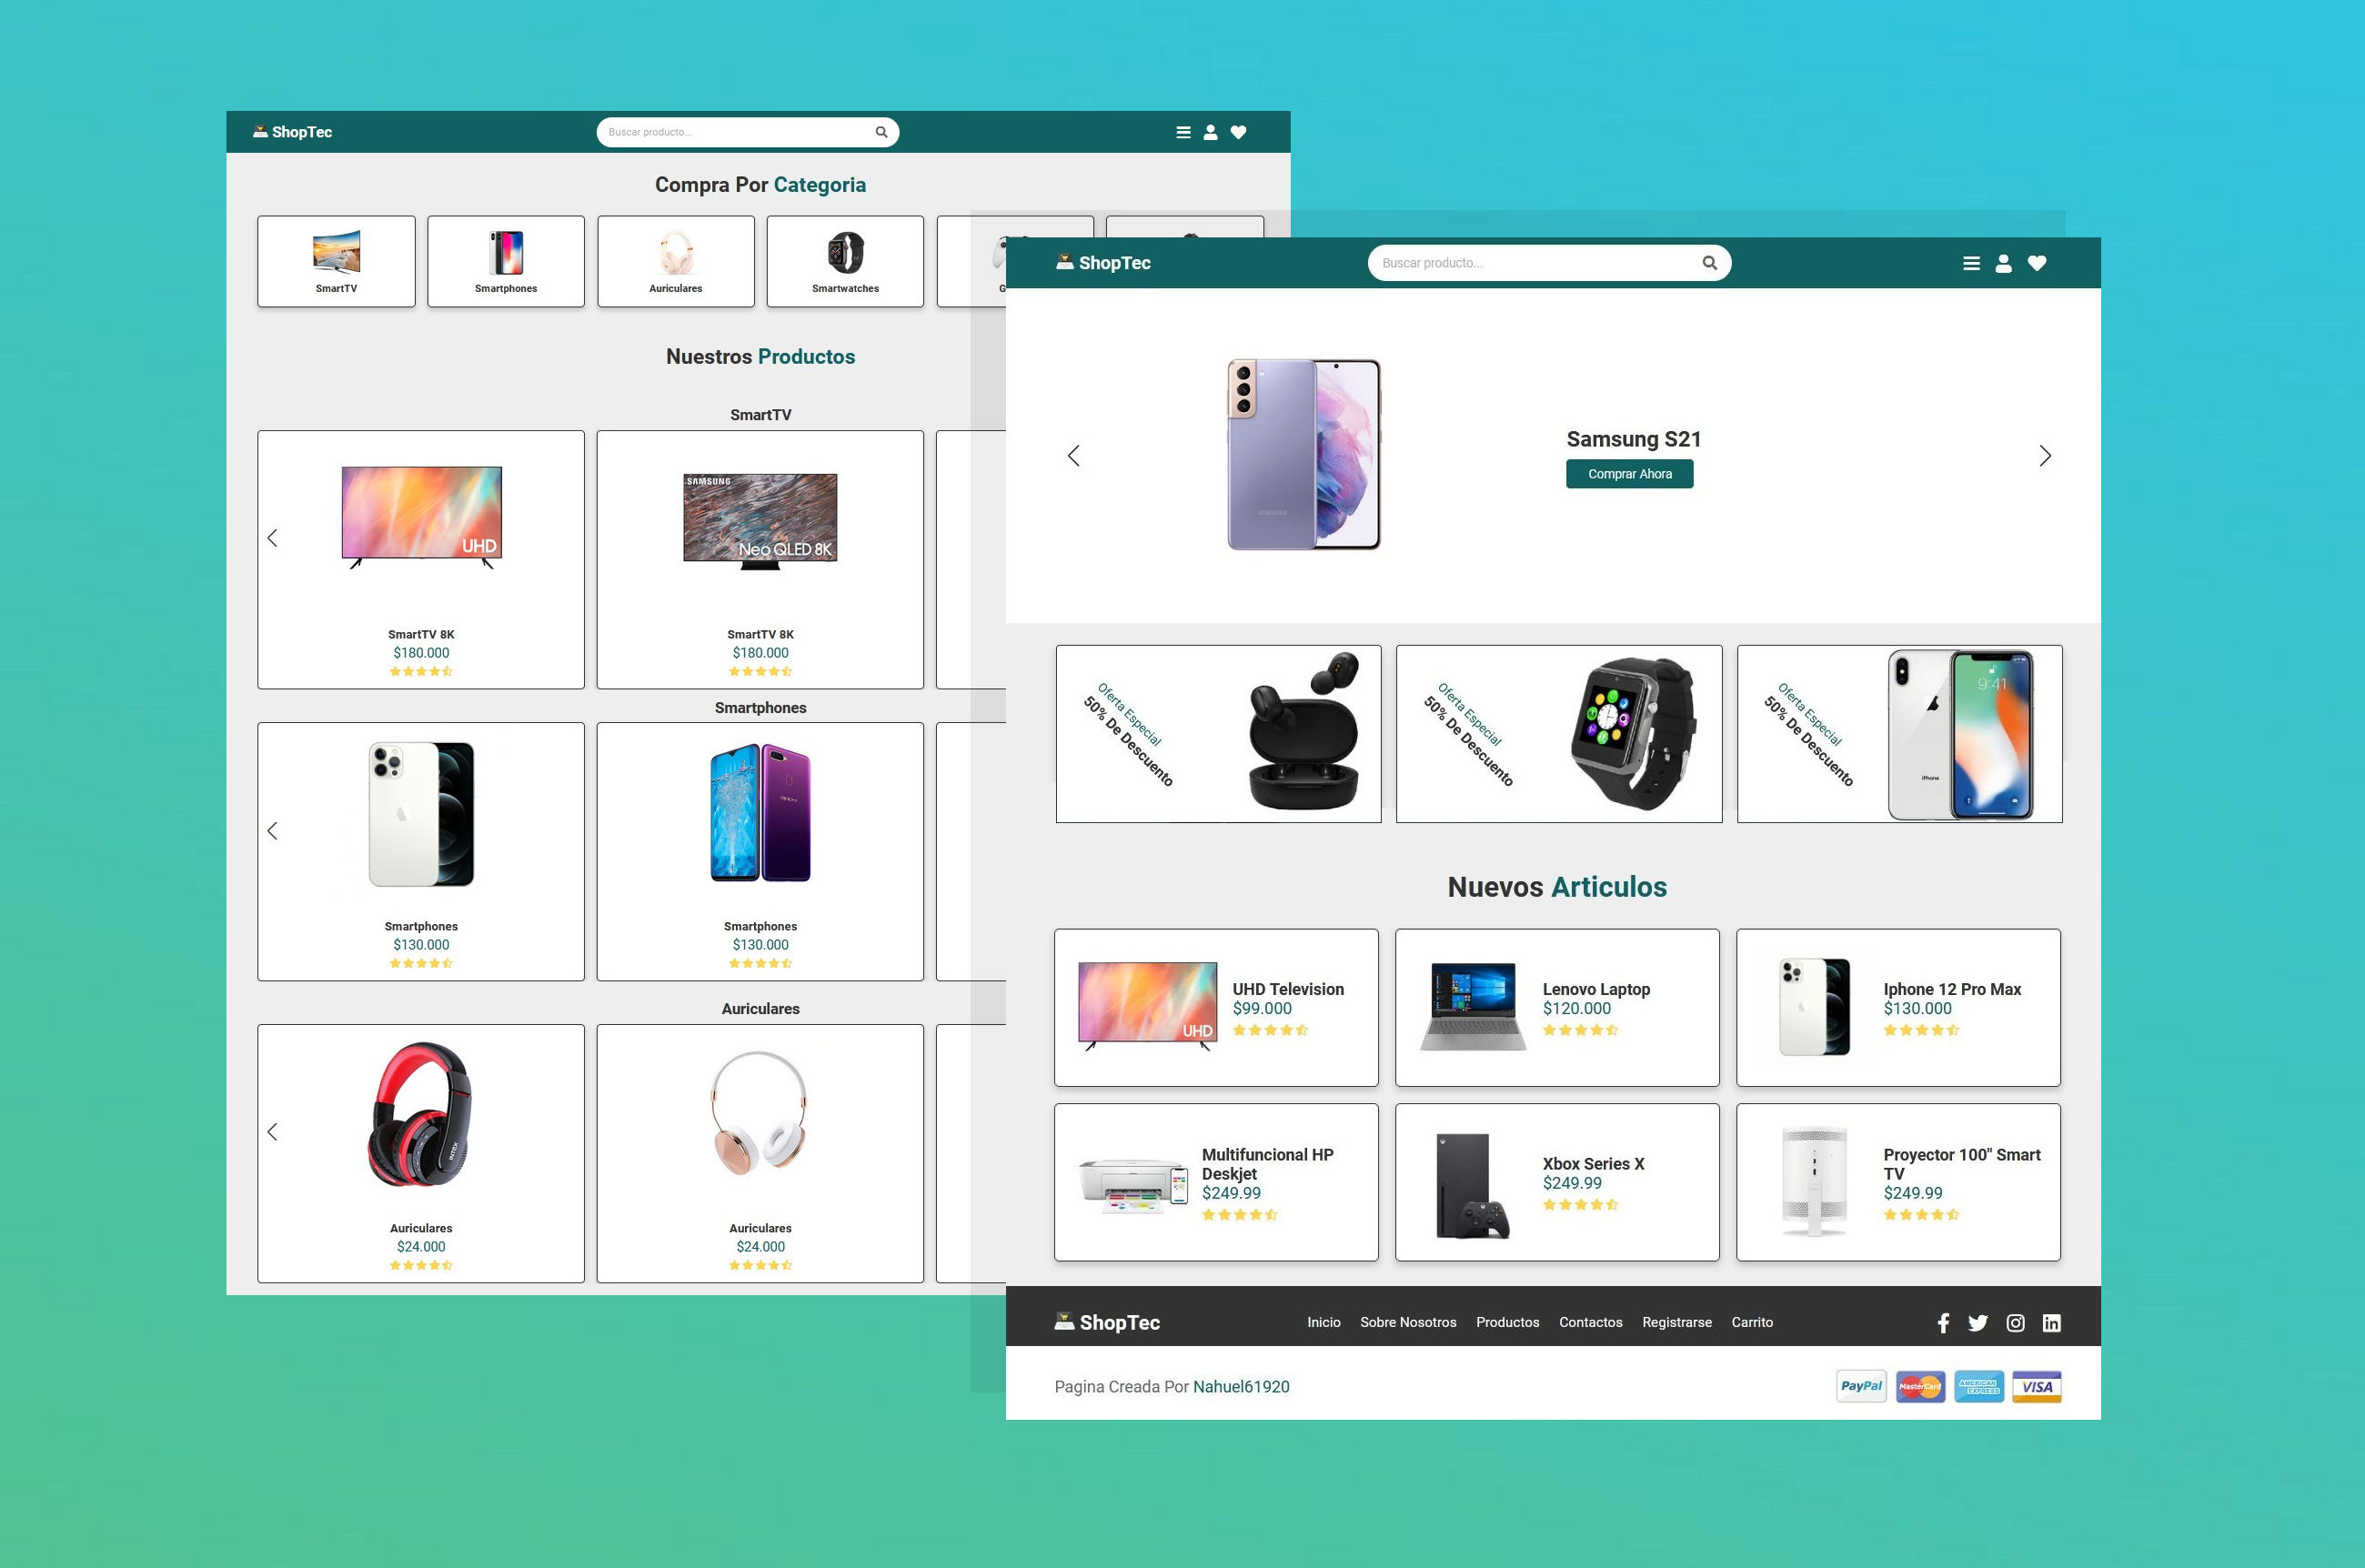 ShopTec
Buscar producto...
Compra Por Categoria
SmartTV
Smartphones
Auriculares
Smartwatches
G
Nuestros Productos
SmartTV
UHD
SAMSUNG
Neo QLED 8K
SmartTV 8K
$180.000
SmartTV 8K
$180.000
Smartphones
oppo
Smartphones
$130.000
Smartphones
$130.000
Auriculares
INTEX
Auriculares
$24.000
Auriculares
$24.000
ShopTec
Buscar producto...
SAMSUNG
Samsung S21
Comprar Ahora
Oferta Especial
50% De Descuento
Oferta Especial
50% De Descuento
Oferta Especial
50% De Descuento
iPhone
9:41
Nuevos Articulos
UHD
UHD Television
$99.000
Lenovo Laptop
$120.000
Iphone 12 Pro Max
$130.000
Multifuncional HP
Deskjet
$249.99
Xbox Series X
$249.99
Proyector 100" Smart
TV
$249.99
ShopTec
Inicio
Sobre Nosotros
Productos
Contactos
Registrarse
Carrito
Pagina Creada Por Nahuel61920
PayPal
MasterCard
AMERICAN
EXPRESS
VISA